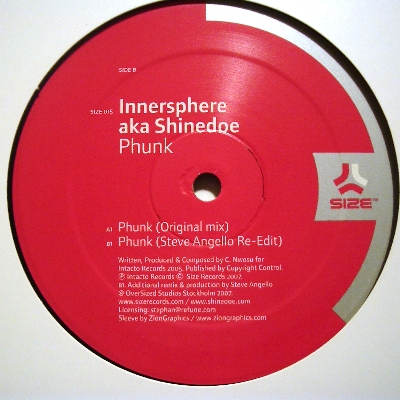 SIDE B
SIZE 015
Innersphere
aka Shinedoe
Phunk
SIZE™
A1 Phunk (Original mix)
B1 Phunk (Steve Angello Re-Edit)
Written, Produced & Composed by C. Nwosu for
Intacto Records 2005. Published by Copyright Control.
Ⓟ Intacto Records © Size Records 2007.
B1. Additional remix & production by Steve Angello
@ OverSized Studios Stockholm 2007.
www.sizerecords.com / www.shinedoe.com
Licensing: stephan@refune.com
Sleeve by ZionGraphics / www.ziongraphics.com